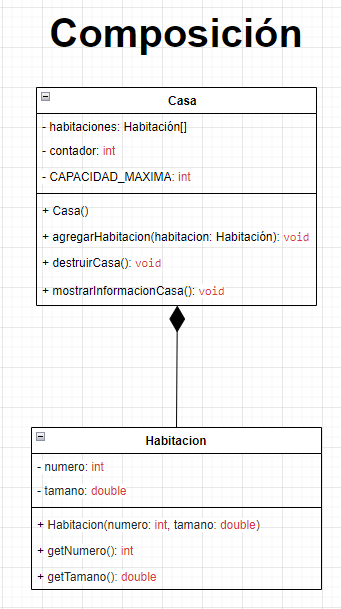 Composición
Casa
- habitaciones: Habitación[]
- contador: int
- CAPACIDAD_MAXIMA: int
+ Casa()
+ agregarHabitacion(habitacion: Habitación): void
+ destruirCasa(): void
+ mostrarInformacionCasa(): void
Habitacion
- numero: int
- tamano: double
+ Habitacion(numero: int, tamano: double)
+ getNumero(): int
+ getTamano(): double